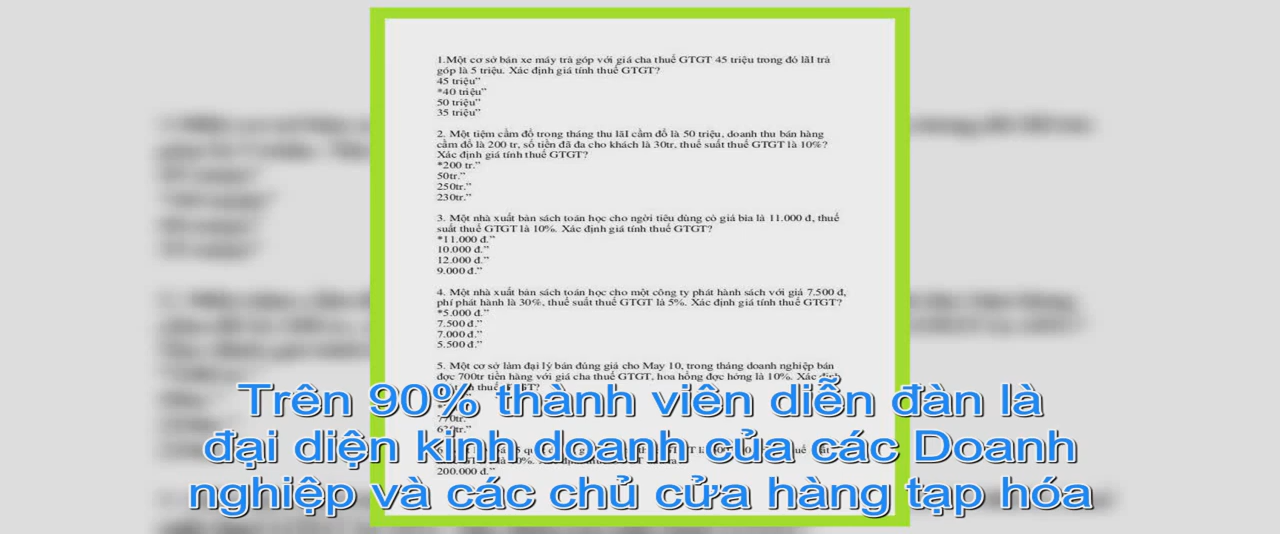 1.Một cơ sở bán xe máy trả góp với giá cha thuế GTGT 45 triệu trong đó lãI trả
góp là 5 triệu. Xác định giá tính thuế GTGT?
45 triệu”
*40 triệu”
50 triệu”
35 triệu”
2. Một tiệm cầm đồ trong tháng thu lãI cầm đồ là 50 triệu, doanh thu bán hàng
cầm đồ là 200 tr, số tiền đã đa cho khách là 30tr, thuế suất thuế GTGT là 10%?
Xác định giá tính thuế GTGT?
*200 tr.”
50tr.”
250tr.”
230tr.”
3. Một nhà xuất bản sách toán học cho ngời tiêu dùng có giá bìa là 11.000 đ, thuế
suất thuế GTGT là 10%. Xác định giá tính thuế GTGT?
*11.000 đ.”
10.000 đ.”
12.000 đ.”
9.000 đ.”
4. Một nhà xuất bản sách toán học cho một công ty phát hành sách với giá 7.500 đ,
phí phát hành là 30%, thuế suất thuế GTGT là 5%. Xác định giá tính thuế GTGT?
*5.000 đ.”
7.500 đ.”
7.000 đ.”
5.500 đ.”
5. Một cơ sở làm đại lý bán đúng giá cho May 10, trong tháng doanh nghiệp bán
đợc 700tr tiền hàng với giá cha thuế GTGT, hoa hồng đợc hởng là 10%. Xác định
thuế
Trên 90% thành viên diễn đàn là
770tr.”
đại diện kinh doanh của các Doanh
200.000 đ.”
nghiệp và các chủ cửa hàng tạp hóa